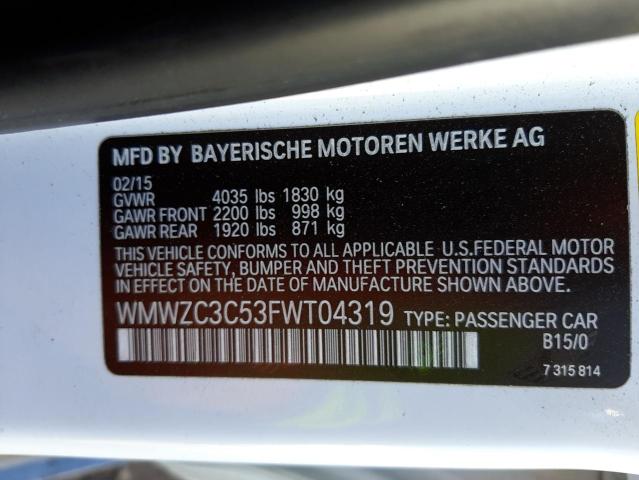 MFD BY BAYERISCHE MOTOREN WERKE AG
02/15
GVWR 4035 lbs 1830 kg
GAWR FRONT 2200 lbs 998 kg
GAWR REAR 1920 lbs 871 kg
THIS VEHICLE CONFORMS TO ALL APPLICABLE U.S.FEDERAL MOTOR
VEHICLE SAFETY, BUMPER AND THEFT PREVENTION STANDARDS
IN EFFECT ON THE DATE OF MANUFACTURE SHOWN ABOVE.
WMWZC3C53FWT04319 TYPE: PASSENGER CAR
B15/0
7 315 814